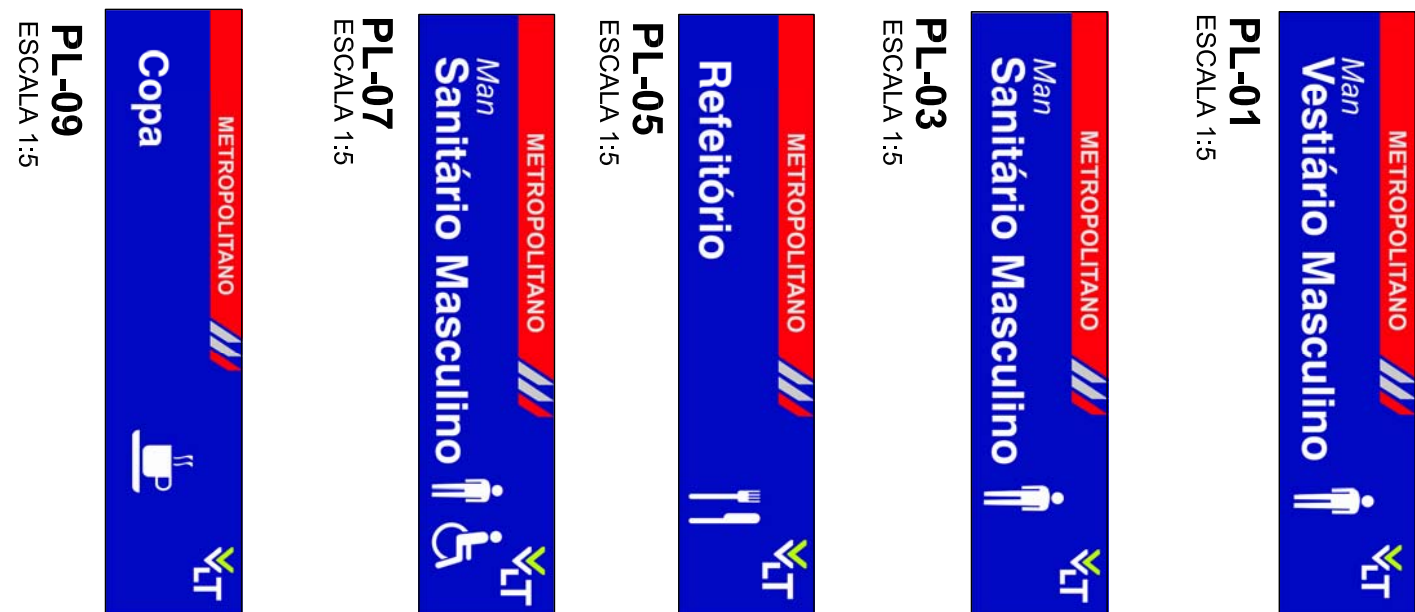 METROPOLITANO
Man
Vestiário Masculino
VLT
PL-01
ESCALA 1:5
METROPOLITANO
Man
Sanitário Masculino
VLT
PL-03
ESCALA 1:5
METROPOLITANO
Refeitório
VLT
PL-05
ESCALA 1:5
METROPOLITANO
Man
Sanitário Masculino
VLT
PL-07
ESCALA 1:5
METROPOLITANO
Copa
VLT
PL-09
ESCALA 1:5